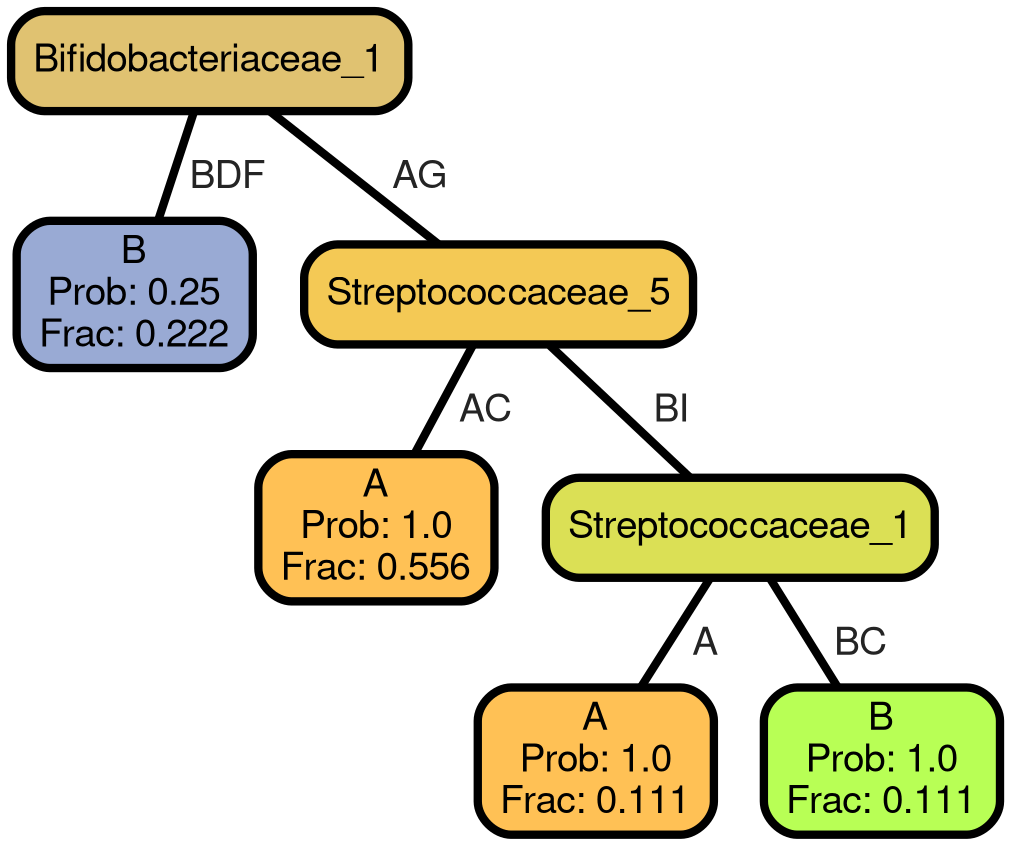 Bifidobacteriaceae_1
BDF
AG
B
Prob: 0.25
Frac: 0.222
Streptococcaceae_5
AC
BI
A
Prob: 1.0
Frac: 0.556
Streptococcaceae_1
A
BC
A
Prob: 1.0
Frac: 0.111
B
Prob: 1.0
Frac: 0.111